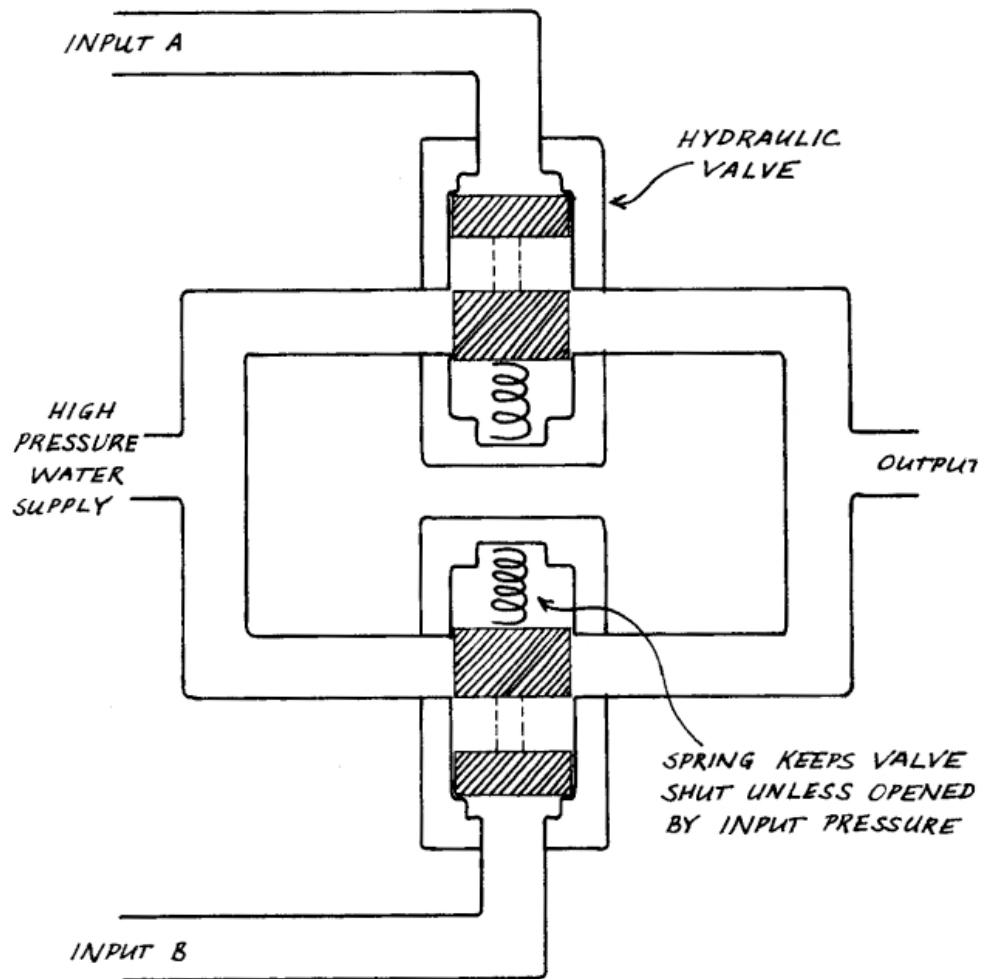 INPUT A
HYDRAULIC
VALVE
HIGH
PRESSURE
WATER
SUPPLY
OUTPUT
SPRING KEEPS VALVE
SHUT UNLESS OPENED
BY INPUT PRESSURE
INPUT B